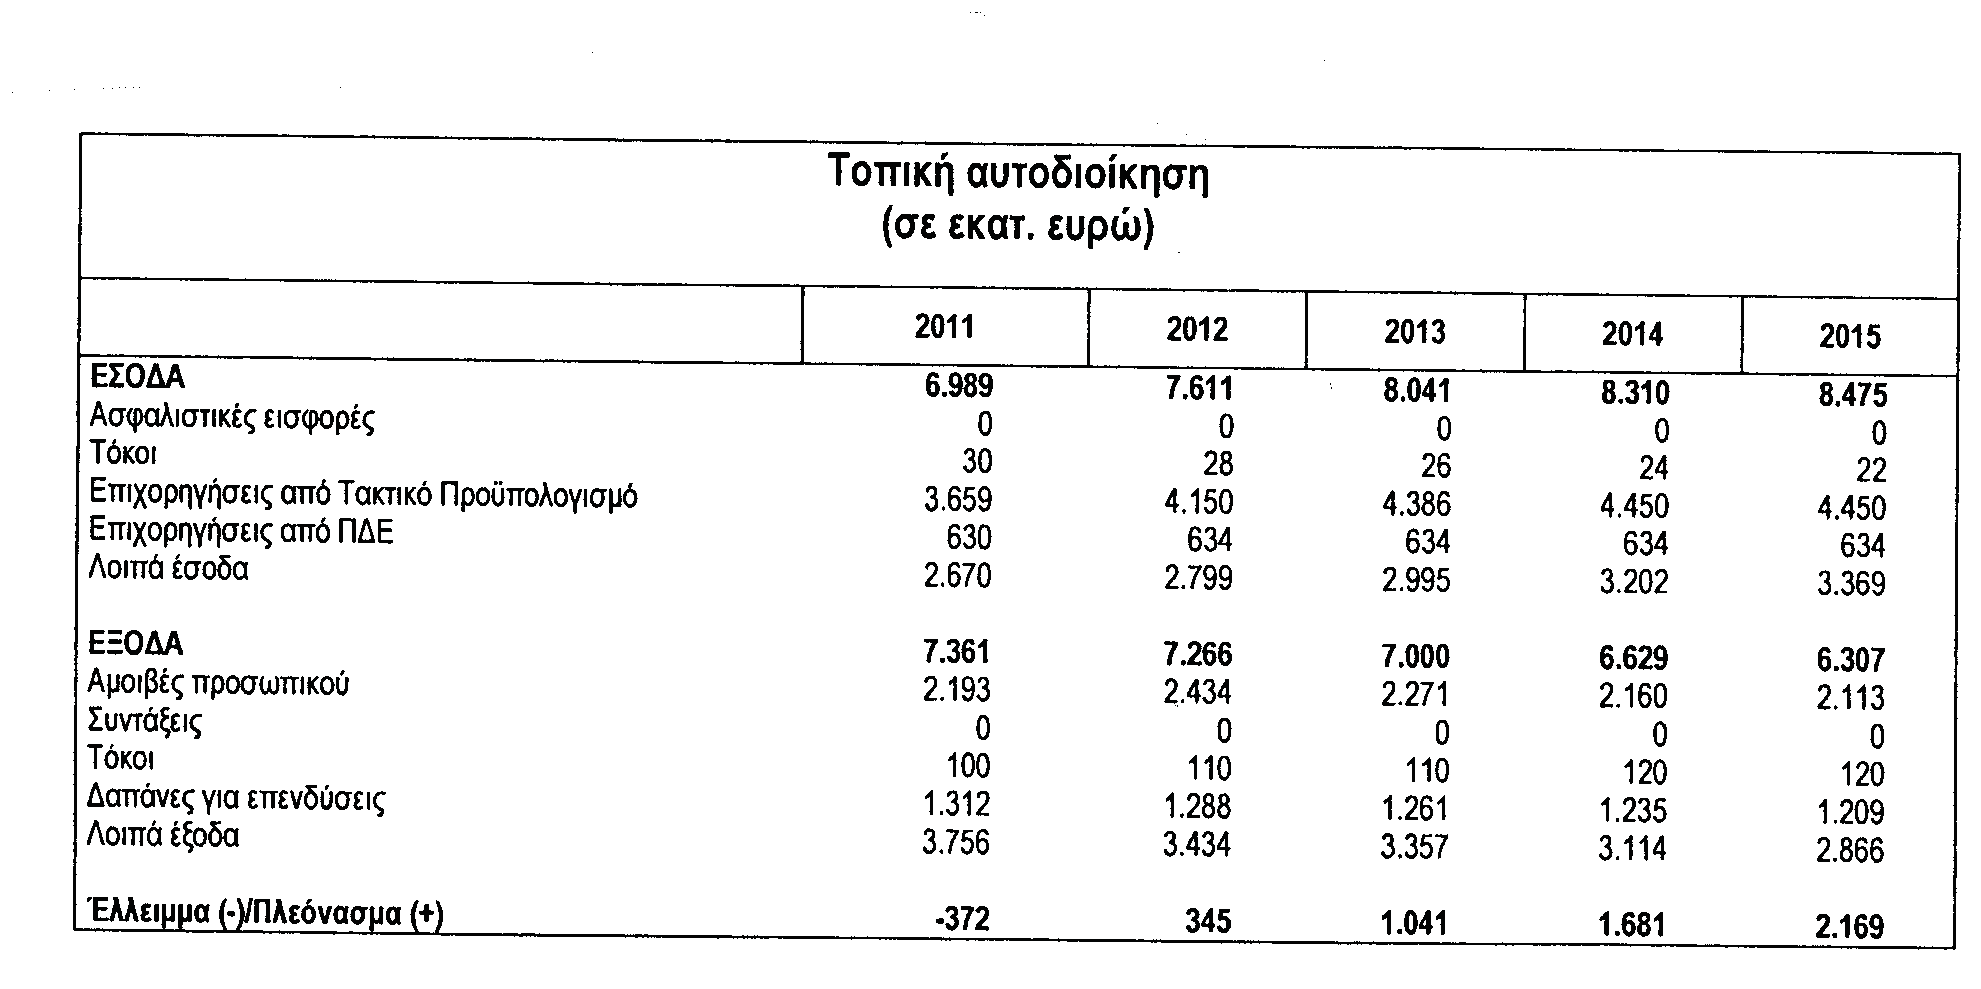 Τοπική αυτοδιοίκηση
(σε εκατ. ευρώ)
2011 2012 2013 2014 2015
ΕΣΟΔΑ 6.989 7.611 8.041 8.310 8.475
Ασφαλιστικές εισφορές 0 0 0 0 0
Τόκοι 30 28 26 24 22
Επιχορηγήσεις από Τακτικό Προϋπολογισμό 3.659 4.150 4.386 4.450 4.450
Επιχορηγήσεις από ΠΔΕ 630 634 634 634 634
Λοιπά έσοδα 2.670 2.799 2.995 3.202 3.369
ΕΞΟΔΑ 7.361 7.266 7.000 6.629 6.307
Αμοιβές προσωπικού 2.193 2.434 2.271 2.160 2.113
Συντάξεις 0 0 0 0 0
Τόκοι 100 110 110 120 120
Δαπάνες για επενδύσεις 1.312 1.288 1.261 1.235 1.209
Λοιπά έξοδα 3.756 3.434 3.357 3.114 2.866
Έλλειμμα (-)/Πλεόνασμα (+) -372 345 1.041 1.681 2.169